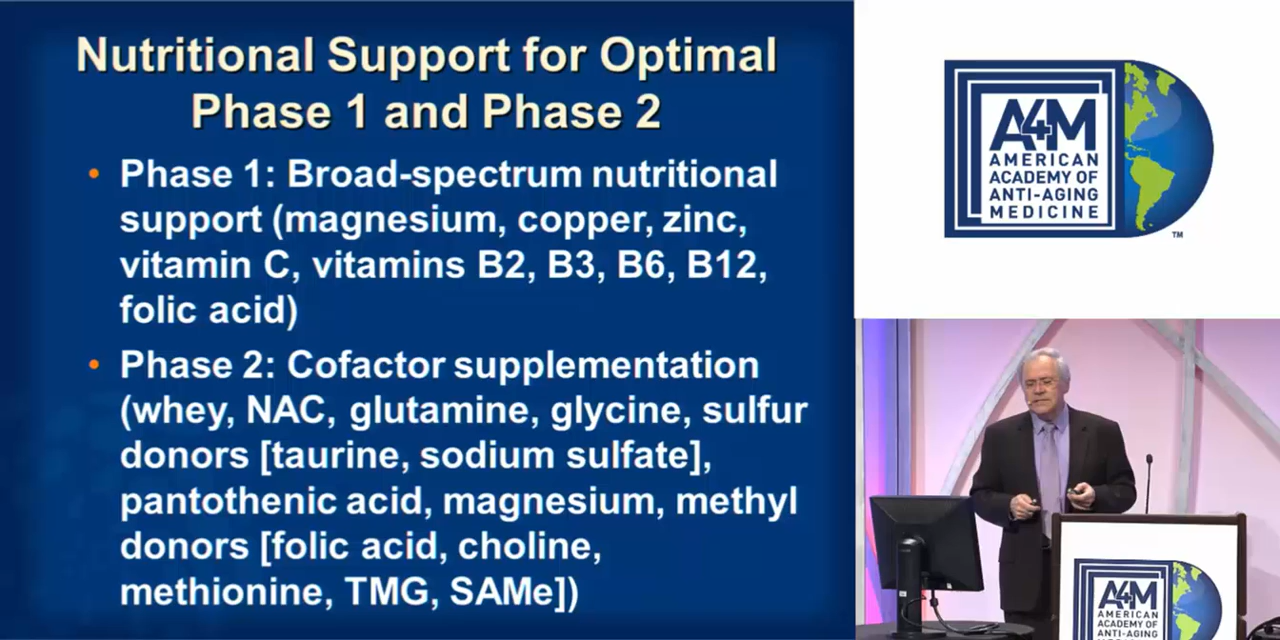 Nutritional Support for Optimal
Phase 1 and Phase 2
• Phase 1: Broad-spectrum nutritional
support (magnesium, copper, zinc,
vitamin C, vitamins B2, B3, B6, B12,
folic acid)
• Phase 2: Cofactor supplementation
(whey, NAC, glutamine, glycine, sulfur
donors [taurine, sodium sulfate],
pantothenic acid, magnesium, methyl
donors [folic acid, choline,
methionine, TMG, SAMe])
A4M
AMERICAN
ACADEMY OF
ANTI-AGING
MEDICINE
TM
A4M
AMERICAN
ACADEMY OF
ANTI-AGING